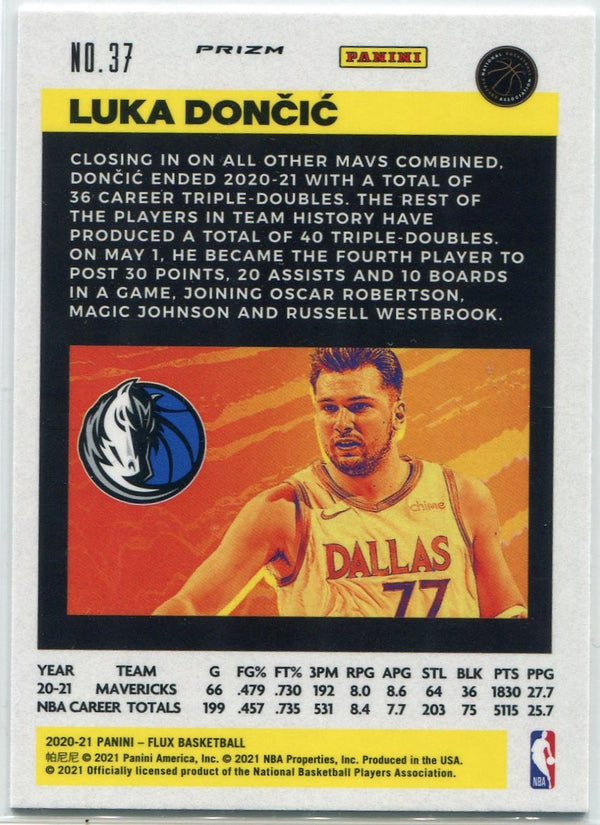 NO.37
PRIZM
PANINI
NATIONAL BASKETBALL
PLAYERS ASSOCIATION
LUKA DONČIĆ
CLOSING IN ON ALL OTHER MAVS COMBINED,
DONČIĆ ENDED 2020-21 WITH A TOTAL OF
36 CAREER TRIPLE-DOUBLES. THE REST OF
THE PLAYERS IN TEAM HISTORY HAVE
PRODUCED A TOTAL OF 40 TRIPLE-DOUBLES.
ON MAY 1, HE BECAME THE FOURTH PLAYER TO
POST 30 POINTS, 20 ASSISTS AND 10 BOARDS
IN A GAME, JOINING OSCAR ROBERTSON,
MAGIC JOHNSON AND RUSSELL WESTBROOK.
chime
DALLAS
77
YEAR TEAM G FG% FT% 3PM RPG APG STL BLK PTS PPG
20-21 MAVERICKS 66 .479 .730 192 8.0 8.6 64 36 1830 27.7
NBA CAREER TOTALS 199 .457 .735 531 8.4 7.7 203 75 5115 25.7
2020-21 PANINI – FLUX BASKETBALL
帕尼尼 © 2021 Panini America, Inc. © 2021 NBA Properties, Inc. Produced in the USA.
© 2021 Officially licensed product of the National Basketball Players Association.
NBA